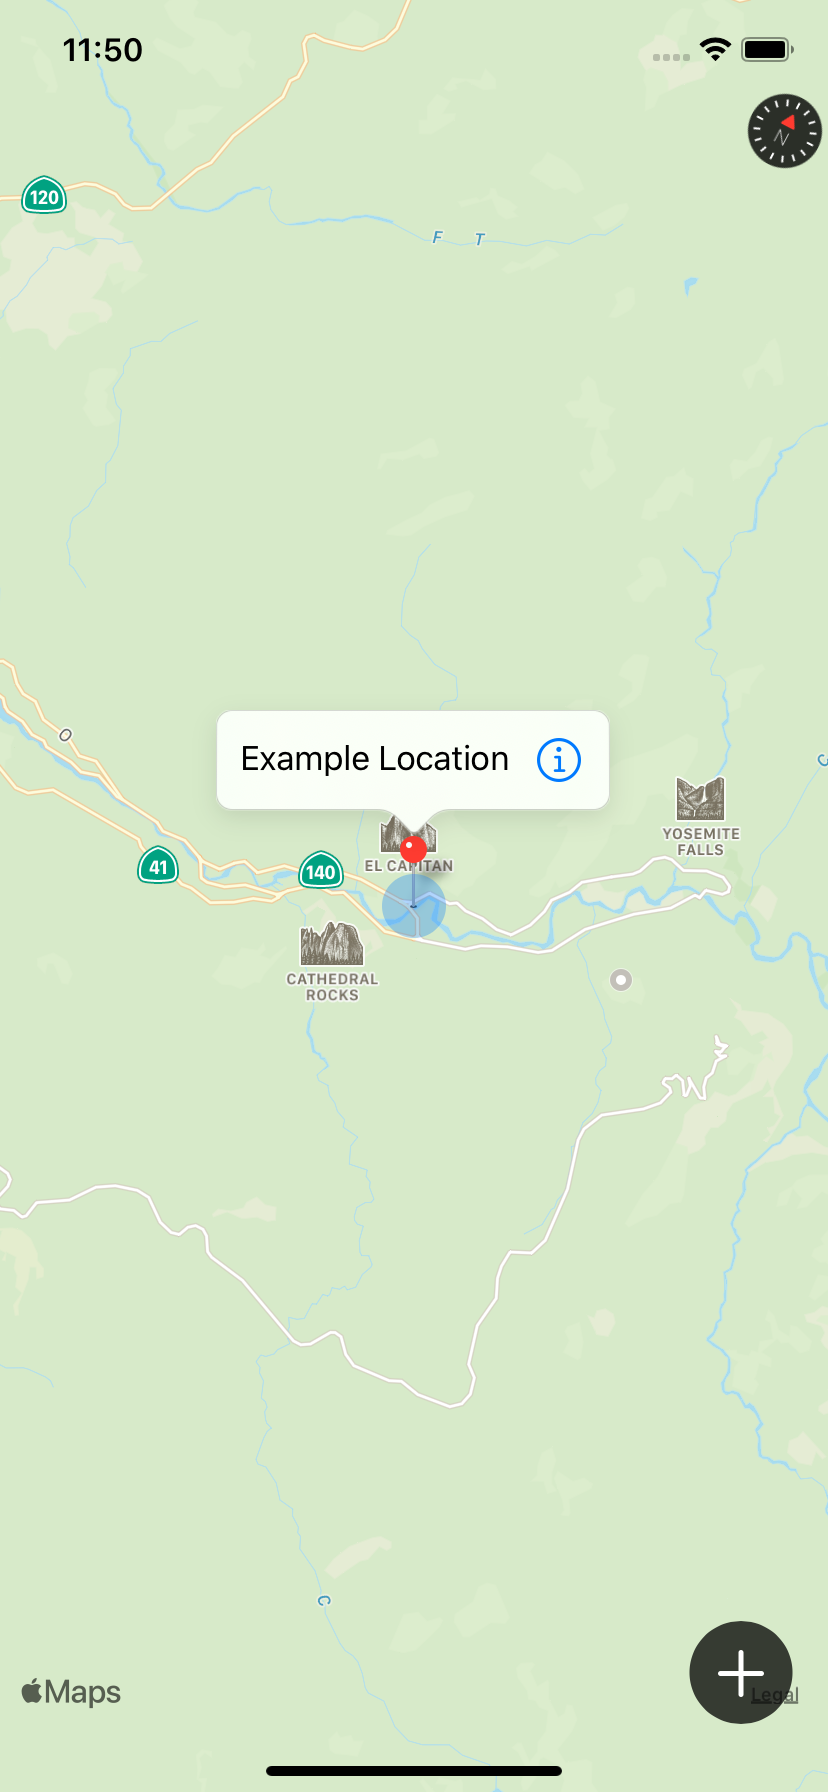 11:50
N
120
F T
O
Example Location
YOSEMITE
FALLS
C
41
140
EL CAPITAN
CATHEDRAL
ROCKS
C
Maps
Legal